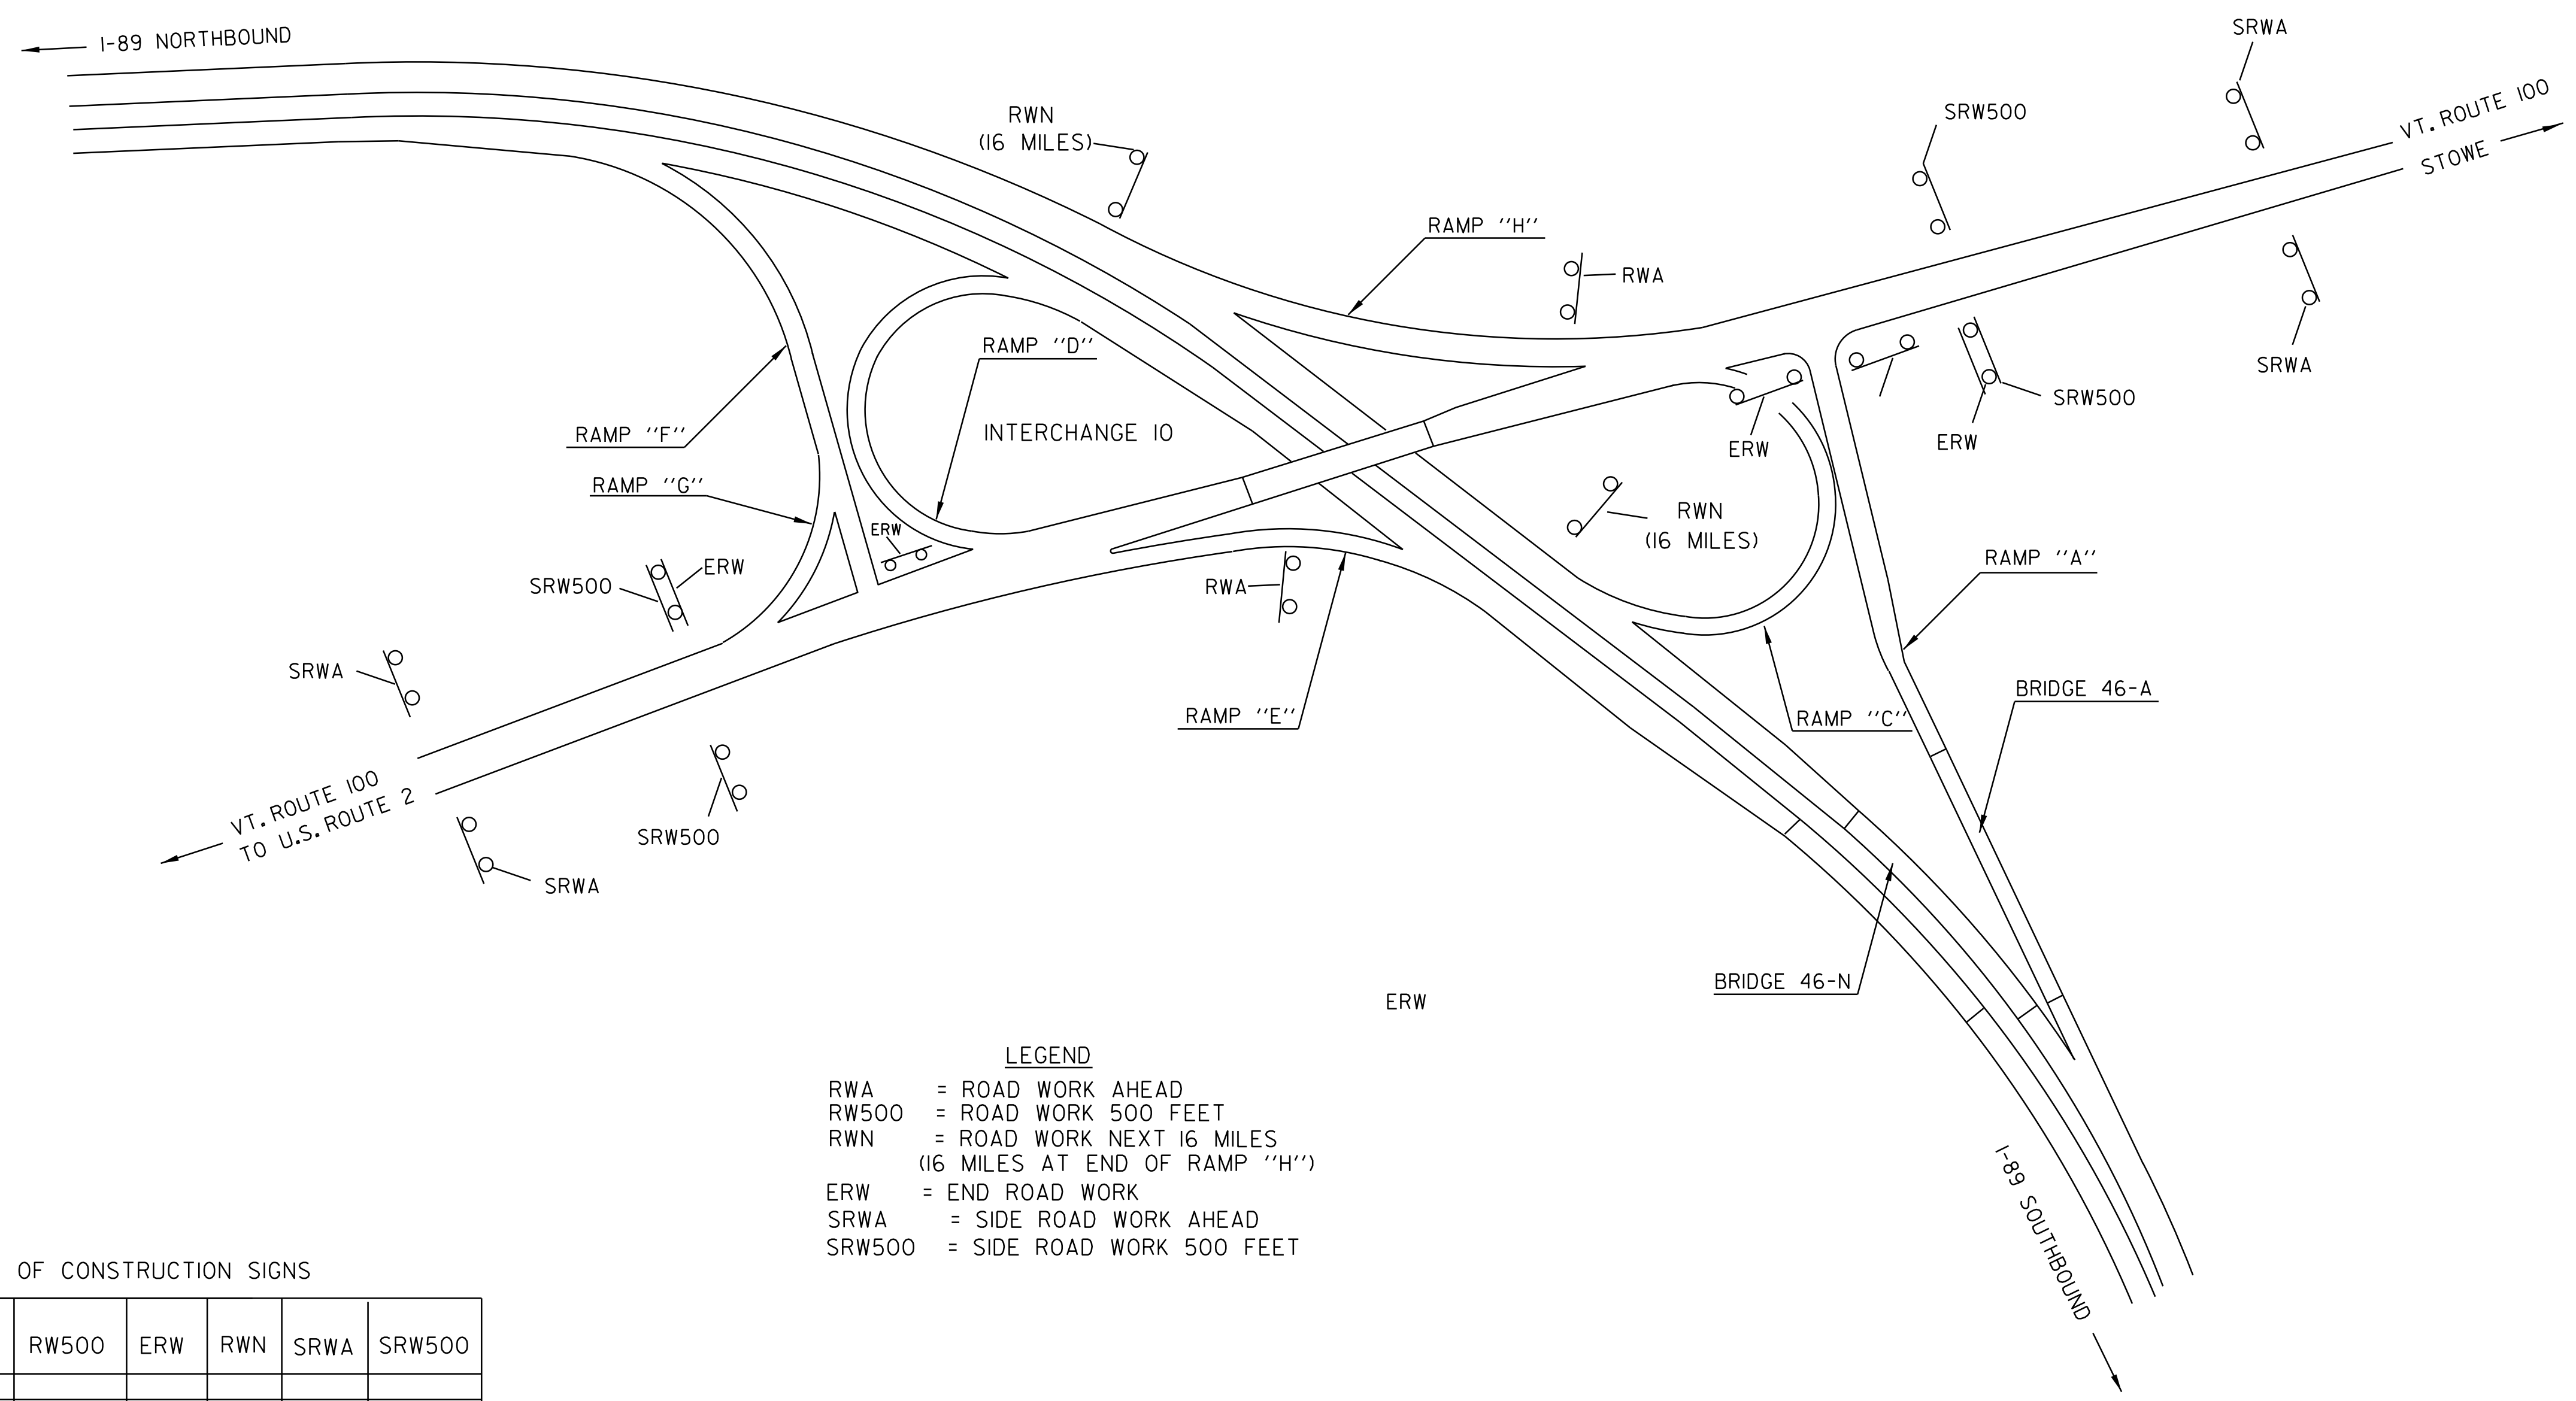 I-89 NORTHBOUND
SRWA
RWN
(16 MILES)
SRW500
VT. ROUTE 100
STOWE
RAMP "H"
RWA
RAMP "D"
SRWA
SRW500
ERW
RAMP "F"
INTERCHANGE 10
ERW
RAMP "G"
RWN
(16 MILES)
ERW
SRW500
ERW
RWA
RAMP "A"
SRWA
RAMP "E"
RAMP "C"
BRIDGE 46-A
VT. ROUTE 100
TO U.S. ROUTE 2
SRW500
SRWA
BRIDGE 46-N
ERW
I-89 SOUTHBOUND
LEGEND
RWA = ROAD WORK AHEAD
RW500 = ROAD WORK 500 FEET
RWN = ROAD WORK NEXT 16 MILES
(16 MILES AT END OF RAMP "H")
ERW = END ROAD WORK
SRWA = SIDE ROAD WORK AHEAD
SRW500 = SIDE ROAD WORK 500 FEET
OF CONSTRUCTION SIGNS
RW500 ERW RWN SRWA SRW500